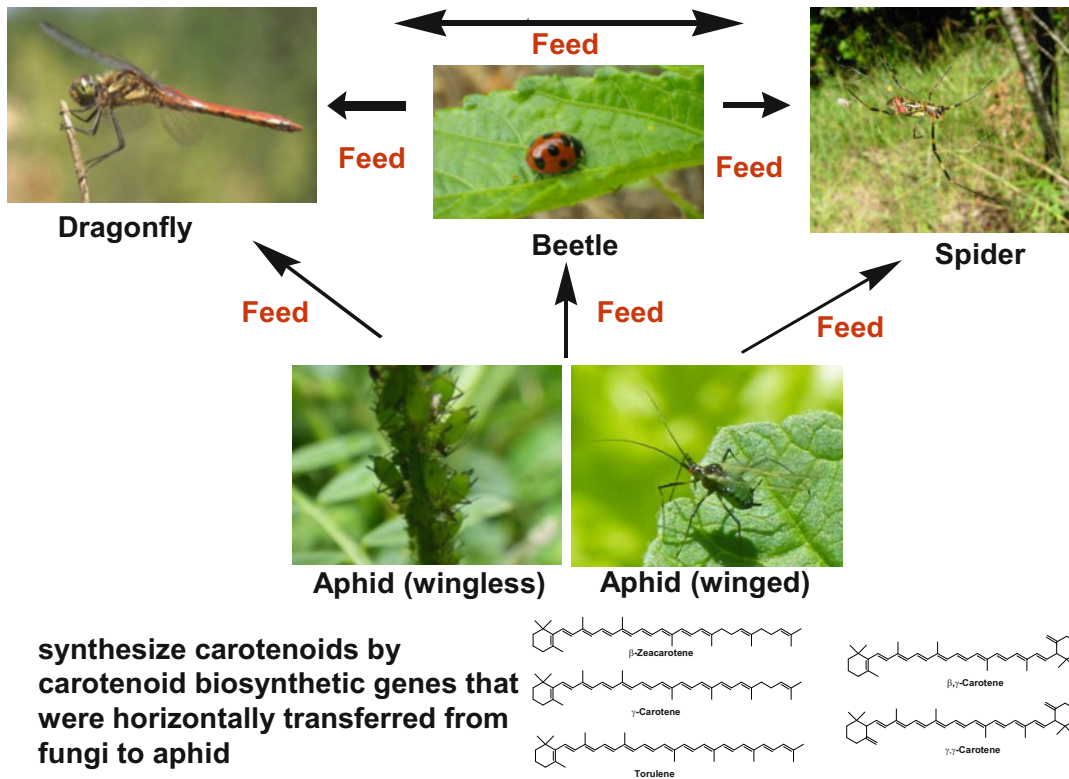 Feed
Feed
Feed
Dragonfly
Beetle
Spider
Feed
Feed
Feed
Aphid (wingless)
Aphid (winged)
synthesize carotenoids by
carotenoid biosynthetic genes that
were horizontally transferred from
fungi to aphid
β-Zeacarotene
γ-Carotene
Torulene
β,γ-Carotene
γ,γ-Carotene